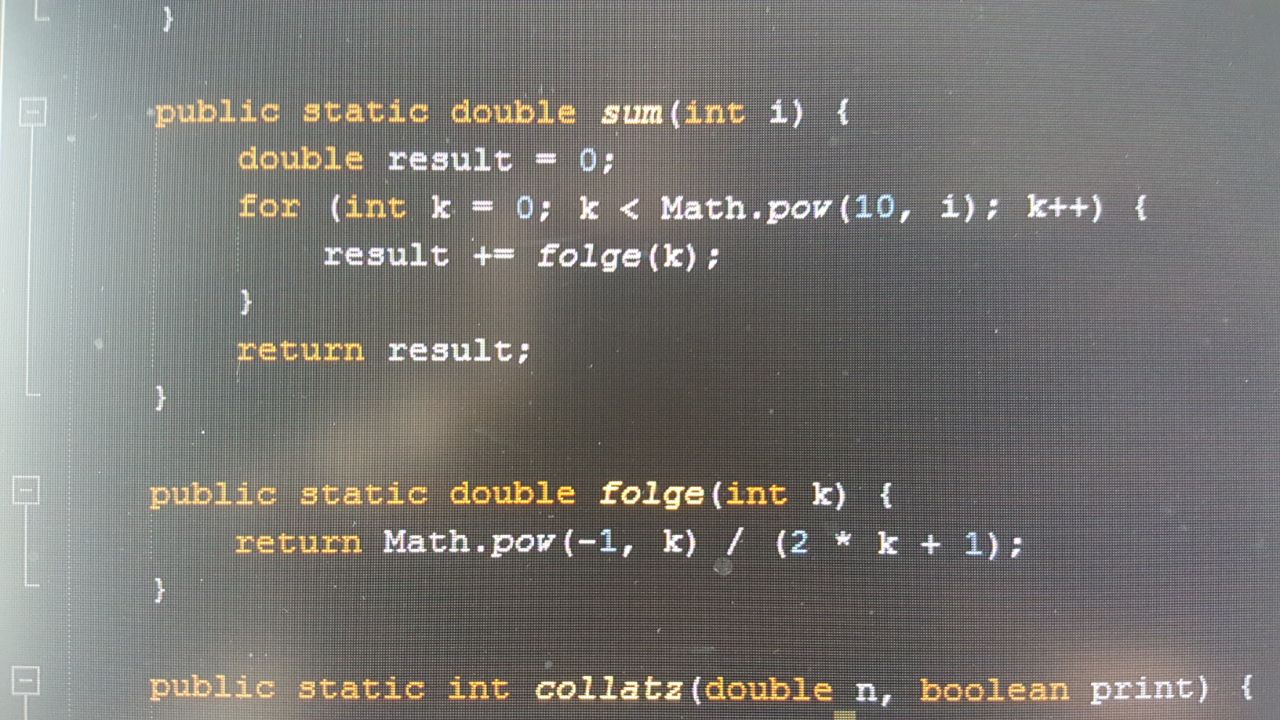 }
public static double sum(int i) {
double result = 0;
for (int k = 0; k < Math.pow(10, i); k++) {
result += folge(k);
}
return result;
}
public static double folge(int k) {
return Math.pow(-1, k) / (2 * k + 1);
}
public static int collatz(double n, boolean print) {